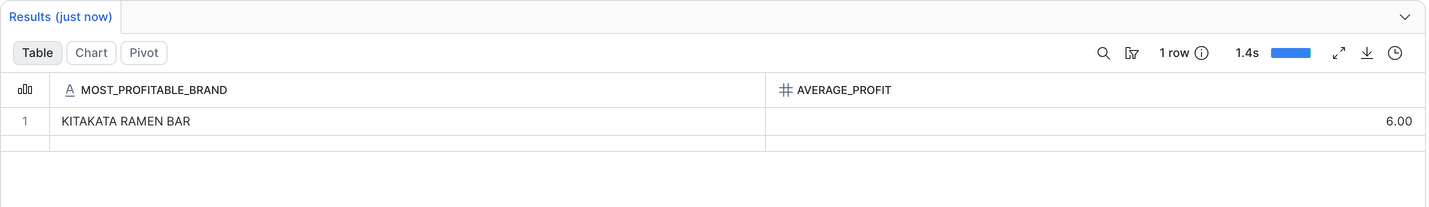 Results (just now)
Table Chart Pivot 1 row 1.4s
MOST_PROFITABLE_BRAND AVERAGE_PROFIT
1 KITAKATA RAMEN BAR 6.00